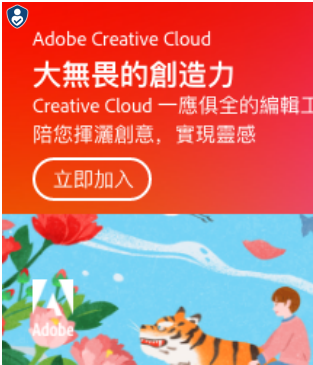 Adobe Creative Cloud
大無畏的創造力
Creative Cloud 一應俱全的編輯工
陪您揮灑創意，實現靈感
立即加入
Adobe